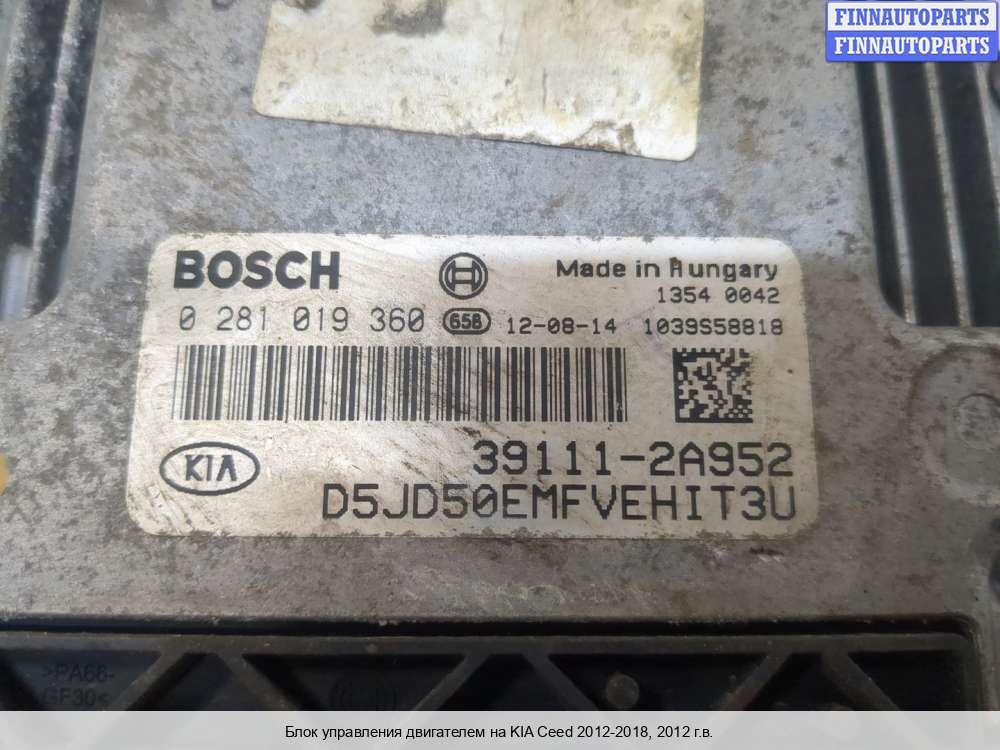 FINNAUTOPARTS
FINNAUTOPARTS
BOSCH
Made in Hungary
1354 0042
0 281 019 360 65B 12-08-14 1039S58818
KIA
39111-2A952
D5JD50EMFVEHIT3U
>PA66-
GF30<
Блок управления двигателем на KIA Ceed 2012-2018, 2012 г.в.